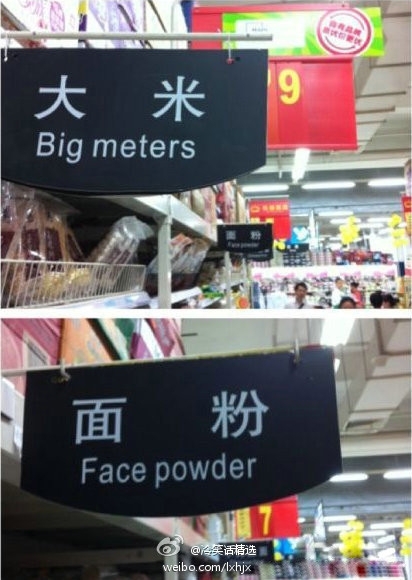 大 米
Big meters
9
面 粉
Face powder
面 粉
Face powder
7
@冷笑话精选
weibo.com/lxhjx